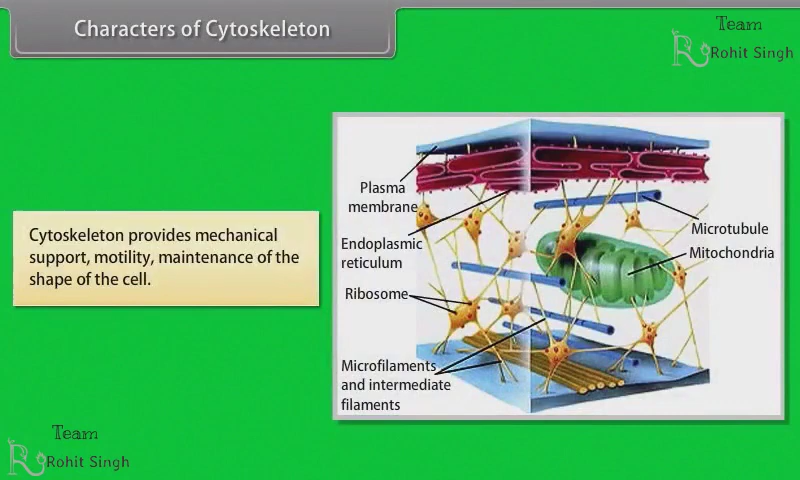 Characters of Cytoskeleton
Team
Rohit Singh
Cytoskeleton provides mechanical
support, motility, maintenance of the
shape of the cell.
Plasma
membrane
Endoplasmic
reticulum
Ribosome
Microfilaments
and intermediate
filaments
Microtubule
Mitochondria
Team
Rohit Singh